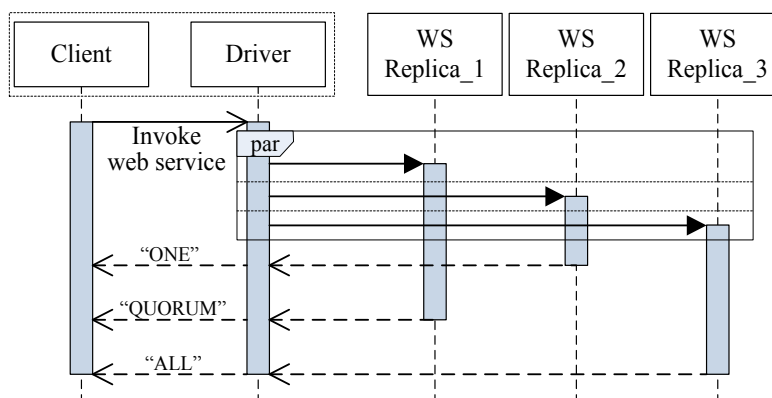 Client
Driver
WS
Replica_1
WS
Replica_2
WS
Replica_3
Invoke
web service
par
“ONE”
“QUORUM”
“ALL”